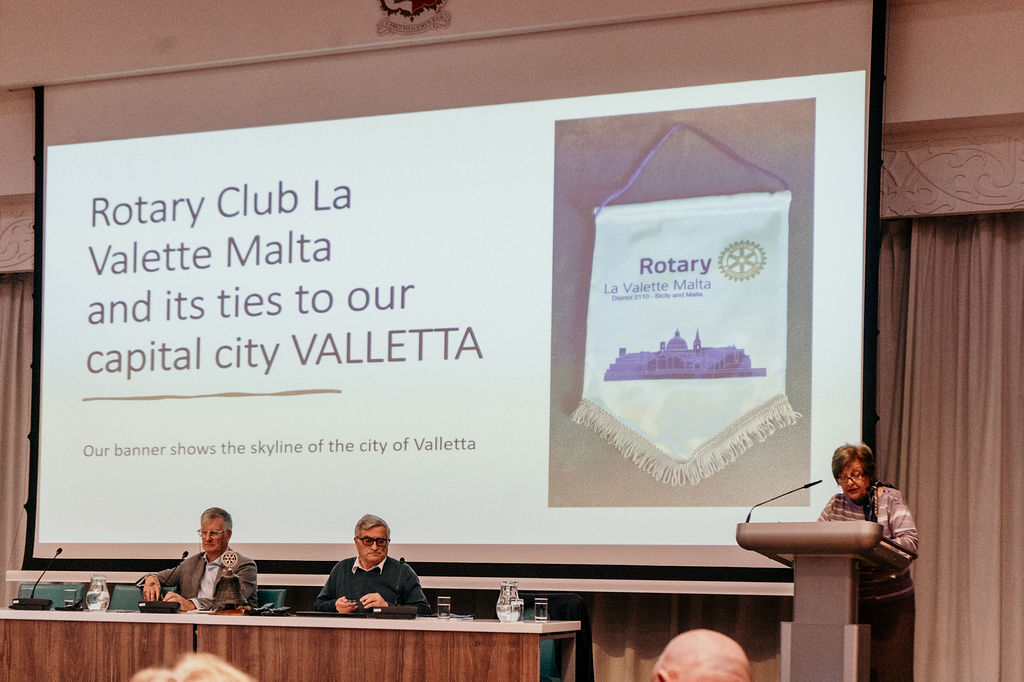 Rotary Club La
Valette Malta
and its ties to our
capital city VALLETTA
Our banner shows the skyline of the city of Valletta
Rotary
La Valette Malta
District 2110 - Sicily and Malta